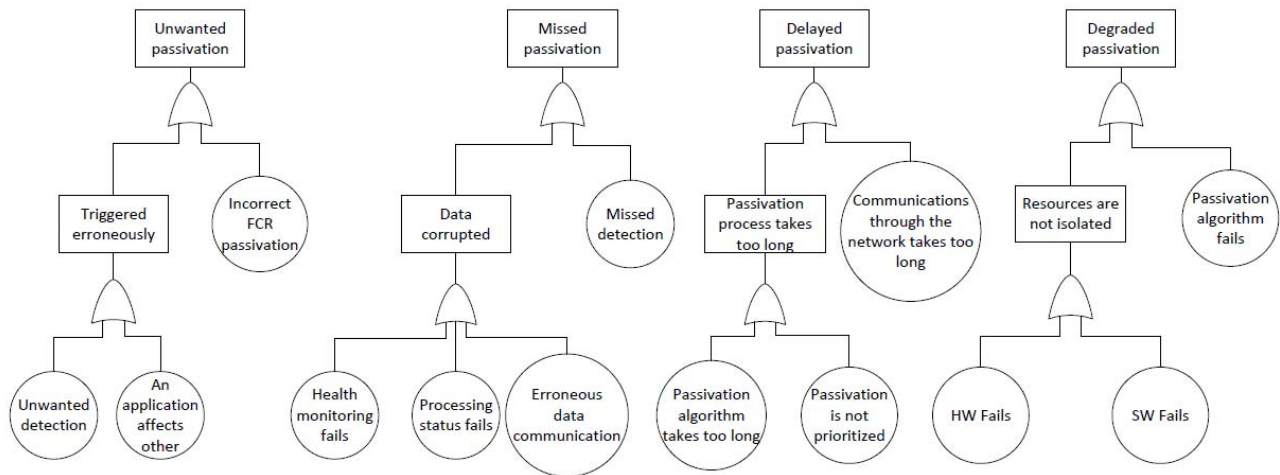 Unwanted
passivation
Missed
passivation
Delayed
passivation
Degraded
passivation
Triggered
erroneously
Incorrect
FCR
passivation
Data
corrupted
Missed
detection
Passivation
process takes
too long
Communications
through the
network takes too
long
Resources are
not isolated
Passivation
algorithm
fails
Unwanted
detection
An
application
affects
other
Health
monitoring
fails
Processing
status fails
Erroneous
data
communication
Passivation
algorithm
takes too long
Passivation
is not
prioritized
HW Fails
SW Fails